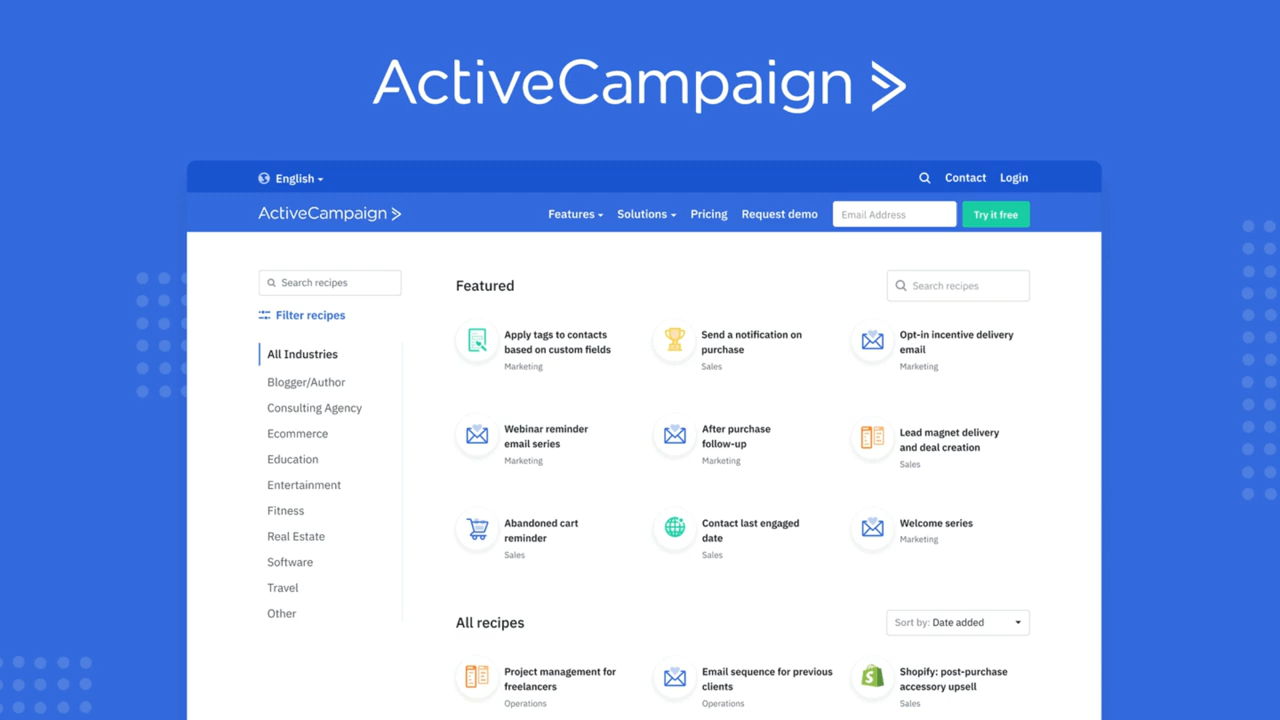 ActiveCampaign
English
Contact
Login
ActiveCampaign
Features
Solutions
Pricing
Request demo
Email Address
Try it free
Search recipes
Filter recipes
All Industries
Blogger/Author
Consulting Agency
Ecommerce
Education
Entertainment
Fitness
Real Estate
Software
Travel
Other
Featured
Search recipes
Apply tags to contacts
based on custom fields
Marketing
Send a notification on
purchase
Sales
Opt-in incentive delivery
email
Marketing
Webinar reminder
email series
Marketing
After purchase
follow-up
Marketing
Lead magnet delivery
and deal creation
Sales
Abandoned cart
reminder
Sales
Contact last engaged
date
Sales
Welcome series
Marketing
All recipes
Sort by: Date added
Project management for
freelancers
Operations
Email sequence for previous
clients
Operations
Shopify: post-purchase
accessory upsell
Sales